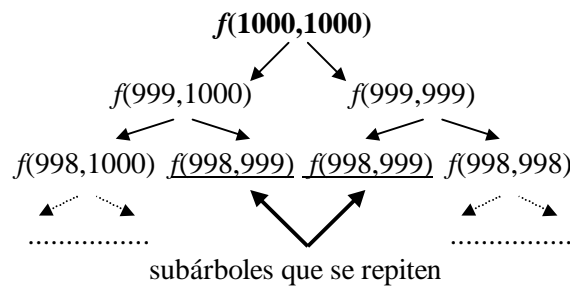 f(1000,1000)
f(999,1000) f(999,999)
f(998,1000) f(998,999) f(998,999) f(998,998)
................. .................
subárboles que se repiten